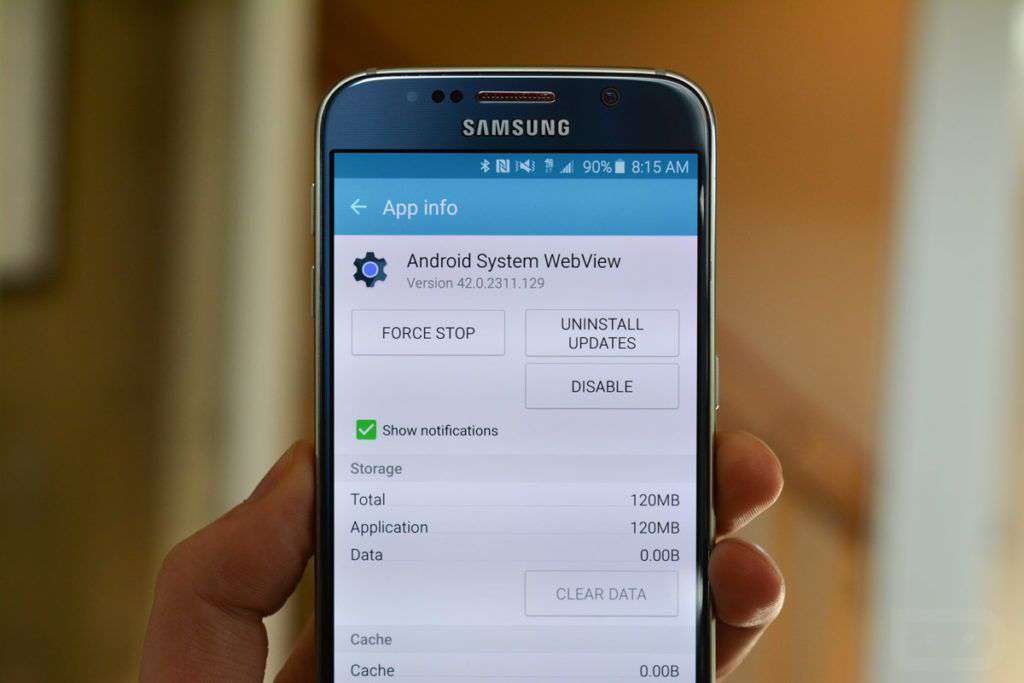 SAMSUNG
90% 8:15 AM
App info
Android System WebView
Version 42.0.2311.129
FORCE STOP
UNINSTALL
UPDATES
DISABLE
Show notifications
Storage
Total 120MB
Application 120MB
Data 0.00B
CLEAR DATA
Cache
Cache 0.00B